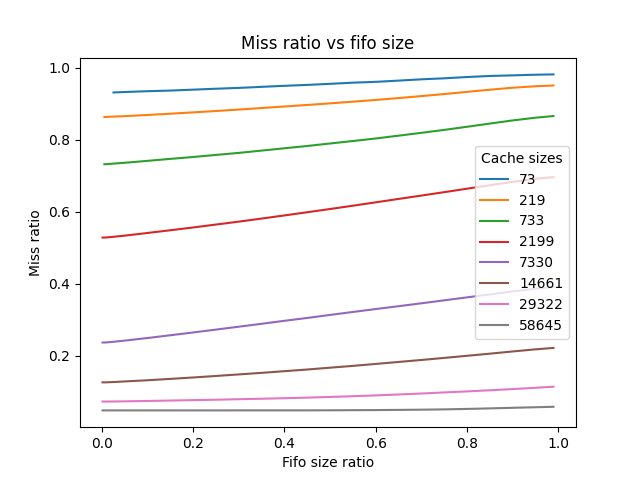 Miss ratio vs fifo size
1.0
0.8
0.6
0.4
0.2
Miss ratio
0.0 0.2 0.4 0.6 0.8 1.0
Fifo size ratio
Cache sizes
73
219
733
2199
7330
14661
29322
58645